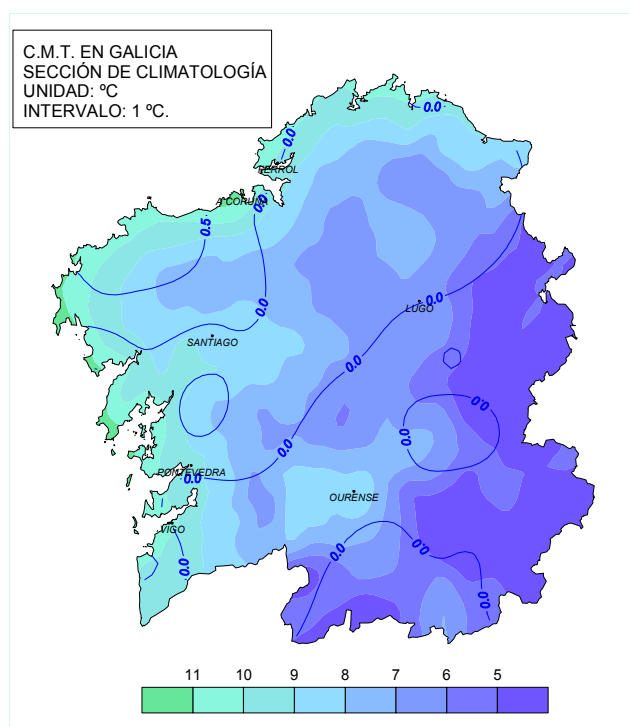 C.M.T. EN GALICIA
SECCIÓN DE CLIMATOLOGÍA
UNIDAD: ºC
INTERVALO: 1 ºC.
0.0
0.0
FERROL
A CORUÑA
0.0
0.5
0.0
LUGO
0.0
SANTIAGO
0.0
0.0
0.0
0.0
PONTEVEDRA
0.0
OURENSE
VIGO
0.0
0.0
0.0
0.0
11 10 9 8 7 6 5